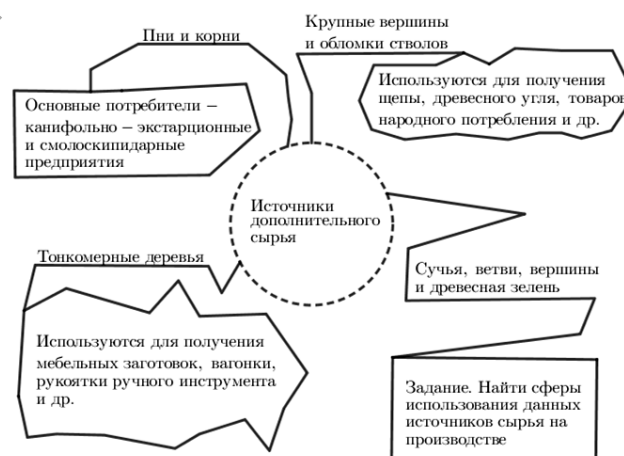 Пни и корни
Основные потребители –
канифольно – экстарционные
и смолоскипидарные
предприятия
Крупные вершины
и обломки стволов
Используются для получения
щепы, древесного угля, товаров
народного потребления и др.
Источники
дополнительного
сырья
Тонкомерные деревья
Используются для получения
мебельных заготовок, вагонки,
рукоятки ручного инструмента
и др.
Сучья, ветви, вершины
и древесная зелень
Задание. Найти сферы
использования данных
источников сырья на
производстве